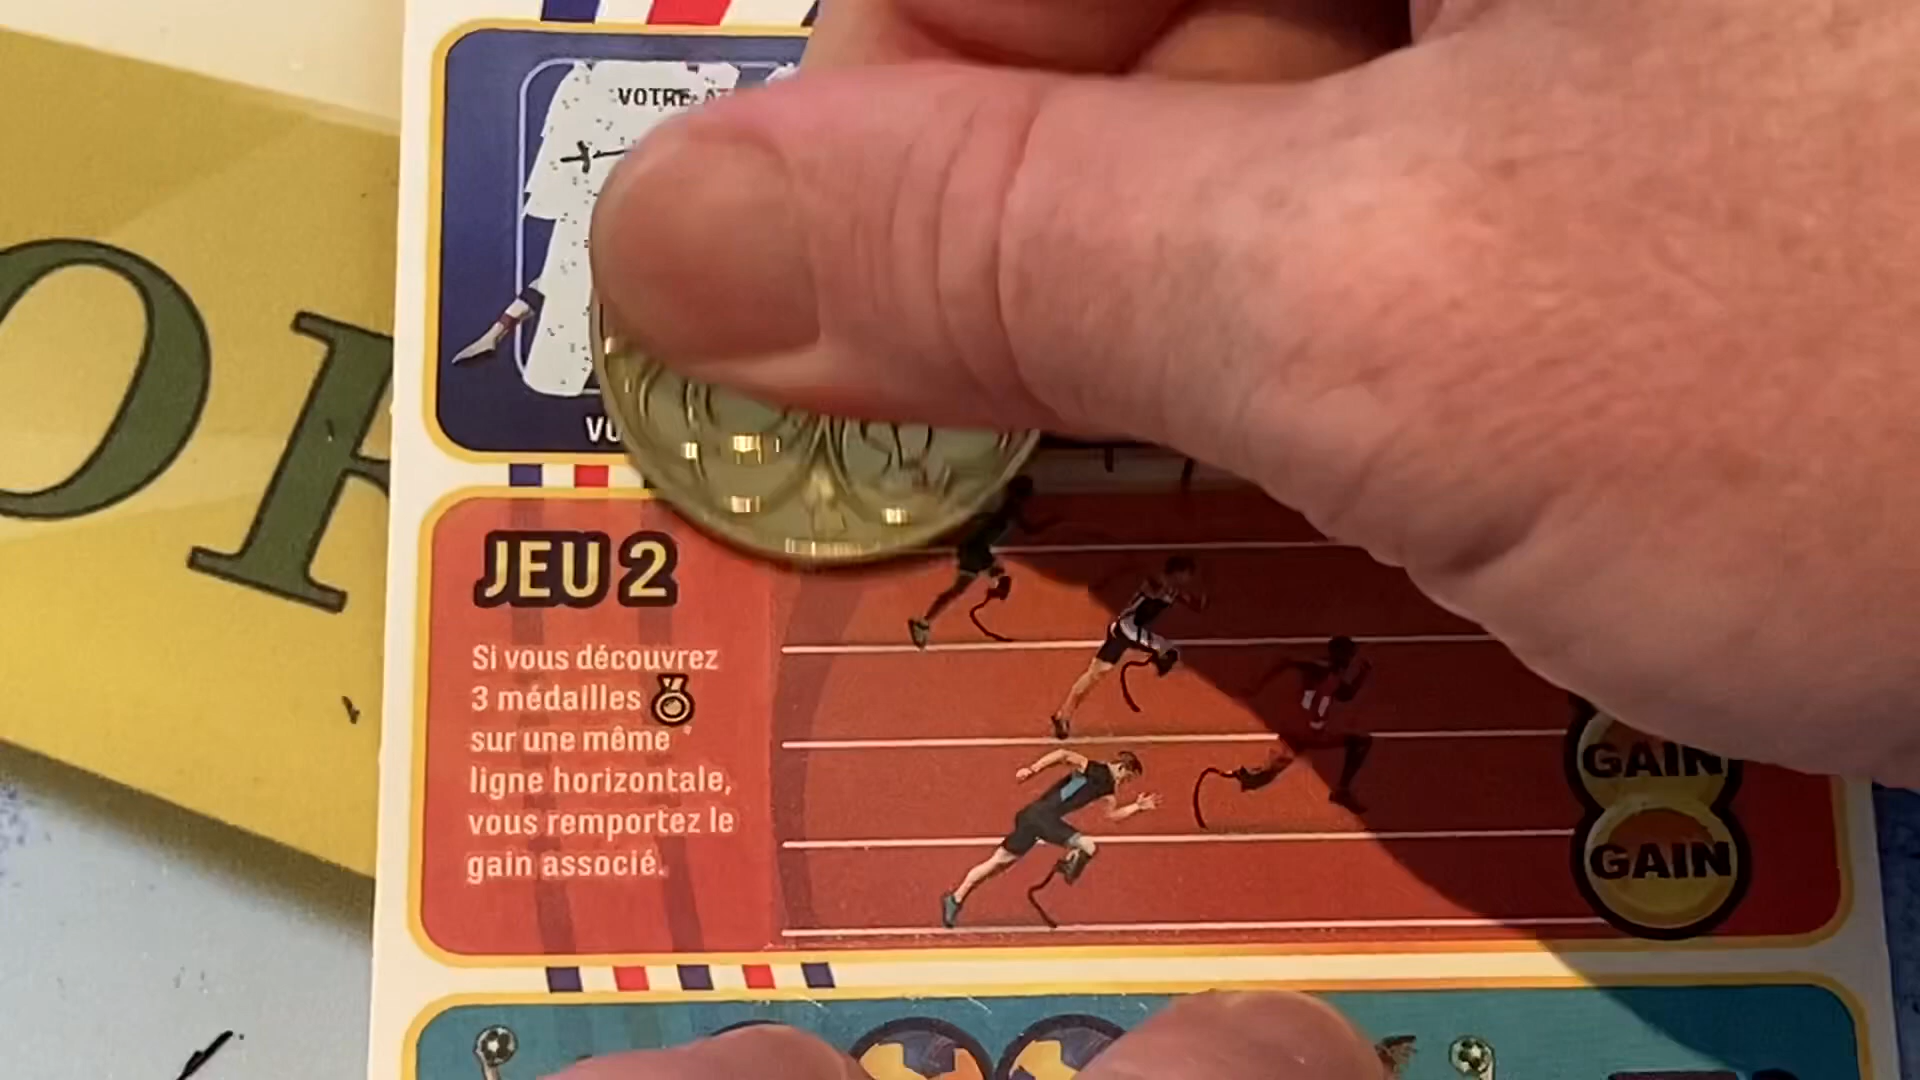 VOTRE
JEU 2
Si vous découvrez
3 médailles
sur une même
ligne horizontale,
vous remportez le
gain associé.
GAIN
GAIN